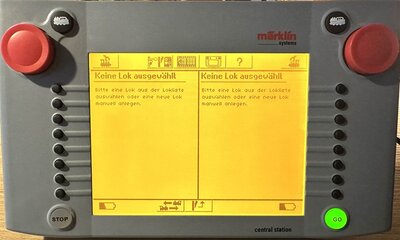 märklin
systems
?
Keine Lok ausgewählt
Bitte eine Lok aus der Lokliste
auswählen oder eine neue Lok
manuell anlegen.
Keine Lok ausgewählt
Bitte eine Lok aus der Lokliste
auswählen oder eine neue Lok
manuell anlegen.
STOP
GO
central station